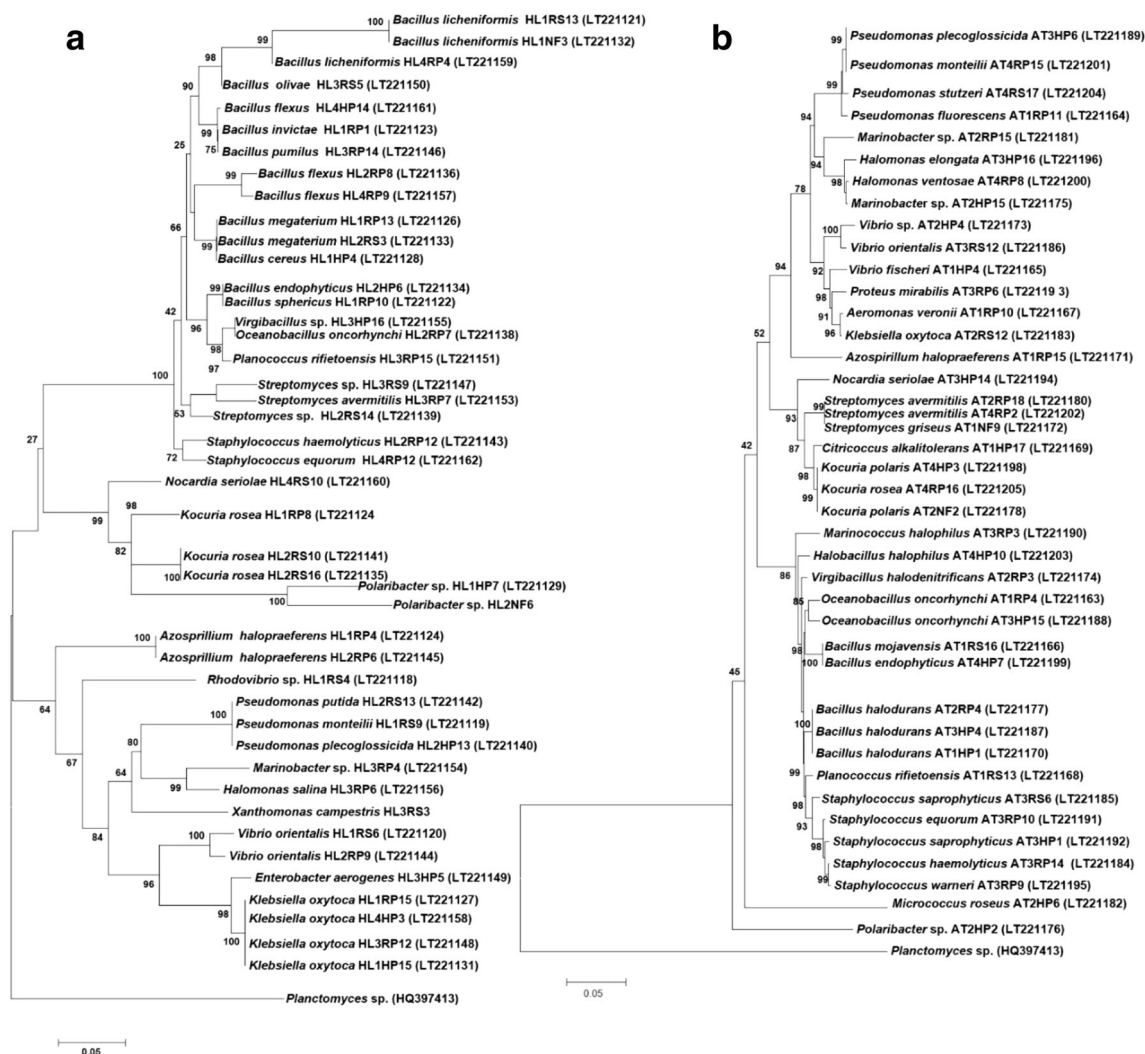 a
100
Bacillus licheniformis HL1RS13 (LT221121)
99
Bacillus licheniformis HL1NF3 (LT221132)
98
Bacillus licheniformis HL4RP4 (LT221159)
90
Bacillus olivae HL3RS5 (LT221150)
Bacillus flexus HL4HP14 (LT221161)
99
Bacillus invictae HL1RP1 (LT221123)
25
75
Bacillus pumilus HL3RP14 (LT221146)
99
Bacillus flexus HL2RP8 (LT221136)
Bacillus flexus HL4RP9 (LT221157)
66
Bacillus megaterium HL1RP13 (LT221126)
99
Bacillus megaterium HL2RS3 (LT221133)
Bacillus cereus HL1HP4 (LT221128)
99
Bacillus endophyticus HL2HP6 (LT221134)
42
Bacillus sphericus HL1RP10 (LT221122)
96
Virgibacillus sp. HL3HP16 (LT221155)
Oceanobacillus oncorhynchi HL2RP7 (LT221138)
98
97
Planococcus rifietoensis HL3RP15 (LT221151)
100
Streptomyces sp. HL3RS9 (LT221147)
Streptomyces avermitilis HL3RP7 (LT221153)
53
Streptomyces sp. HL2RS14 (LT221139)
27
Staphylococcus haemolyticus HL2RP12 (LT221143)
72
Staphylococcus equorum HL4RP12 (LT221162)
Nocardia seriolae HL4RS10 (LT221160)
99
98
Kocuria rosea HL1RP8 (LT221124
82
Kocuria rosea HL2RS10 (LT221141)
100
Kocuria rosea HL2RS16 (LT221135)
Polaribacter sp. HL1HP7 (LT221129)
100
Polaribacter sp. HL2NF6
100
Azosprillium halopraeferens HL1RP4 (LT221124)
Azosprillium halopraeferens HL2RP6 (LT221145)
64
Rhodovibrio sp. HL1RS4 (LT221118)
Pseudomonas putida HL2RS13 (LT221142)
100
Pseudomonas monteilii HL1RS9 (LT221119)
80
Pseudomonas plecoglossicida HL2HP13 (LT221140)
67
64
Marinobacter sp. HL3RP4 (LT221154)
99
Halomonas salina HL3RP6 (LT221156)
Xanthomonas campestris HL3RS3
84
100
Vibrio orientalis HL1RS6 (LT221120)
Vibrio orientalis HL2RP9 (LT221144)
96
Enterobacter aerogenes HL3HP5 (LT221149)
98
Klebsiella oxytoca HL1RP15 (LT221127)
Klebsiella oxytoca HL4HP3 (LT221158)
100
Klebsiella oxytoca HL3RP12 (LT221148)
Klebsiella oxytoca HL1HP15 (LT221131)
Planctomyces sp. (HQ397413)
0.05
b
99
Pseudomonas plecoglossicida AT3HP6 (LT221189)
Pseudomonas monteilii AT4RP15 (LT221201)
99
Pseudomonas stutzeri AT4RS17 (LT221204)
94
Pseudomonas fluorescens AT1RP11 (LT221164)
Marinobacter sp. AT2RP15 (LT221181)
94
Halomonas elongata AT3HP16 (LT221196)
98
Halomonas ventosae AT4RP8 (LT221200)
78
Marinobacter sp. AT2HP15 (LT221175)
Vibrio sp. AT2HP4 (LT221173)
100
Vibrio orientalis AT3RS12 (LT221186)
92
Vibrio fischeri AT1HP4 (LT221165)
94
98
Proteus mirabilis AT3RP6 (LT22119 3)
91
Aeromonas veronii AT1RP10 (LT221167)
96
Klebsiella oxytoca AT2RS12 (LT221183)
52
Azospirillum halopraeferens AT1RP15 (LT221171)
Nocardia seriolae AT3HP14 (LT221194)
99
Streptomyces avermitilis AT2RP18 (LT221180)
93
Streptomyces avermitilis AT4RP2 (LT221202)
Streptomyces griseus AT1NF9 (LT221172)
87
Citricoccus alkalitolerans AT1HP17 (LT221169)
42
98
Kocuria polaris AT4HP3 (LT221198)
Kocuria rosea AT4RP16 (LT221205)
99
Kocuria polaris AT2NF2 (LT221178)
Marinococcus halophilus AT3RP3 (LT221190)
Halobacillus halophilus AT4HP10 (LT221203)
86
Virgibacillus halodenitrificans AT2RP3 (LT221174)
85
Oceanobacillus oncorhynchi AT1RP4 (LT221163)
Oceanobacillus oncorhynchi AT3HP15 (LT221188)
98
Bacillus mojavensis AT1RS16 (LT221166)
100
Bacillus endophyticus AT4HP7 (LT221199)
45
Bacillus halodurans AT2RP4 (LT221177)
100
Bacillus halodurans AT3HP4 (LT221187)
Bacillus halodurans AT1HP1 (LT221170)
99
Planococcus rifietoensis AT1RS13 (LT221168)
98
Staphylococcus saprophyticus AT3RS6 (LT221185)
93
Staphylococcus equorum AT3RP10 (LT221191)
98
Staphylococcus saprophyticus AT3HP1 (LT221192)
Staphylococcus haemolyticus AT3RP14 (LT221184)
99
Staphylococcus warneri AT3RP9 (LT221195)
Micrococcus roseus AT2HP6 (LT221182)
Polaribacter sp. AT2HP2 (LT221176)
Planctomyces sp. (HQ397413)
0.05